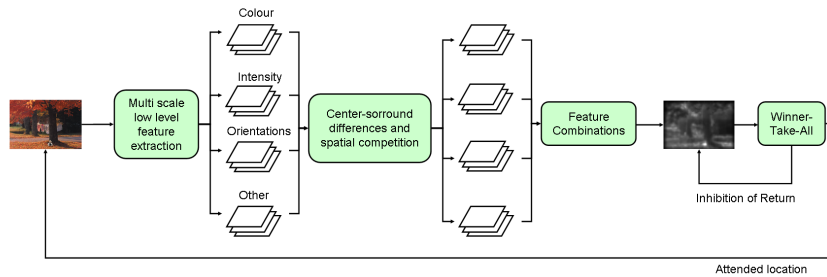 Colour
Multi scale
low level
feature
extraction
Intensity
Orientations
Other
Center-sorround
differences and
spatial competition
Feature
Combinations
Winner-
Take-All
Inhibition of Return
Attended location